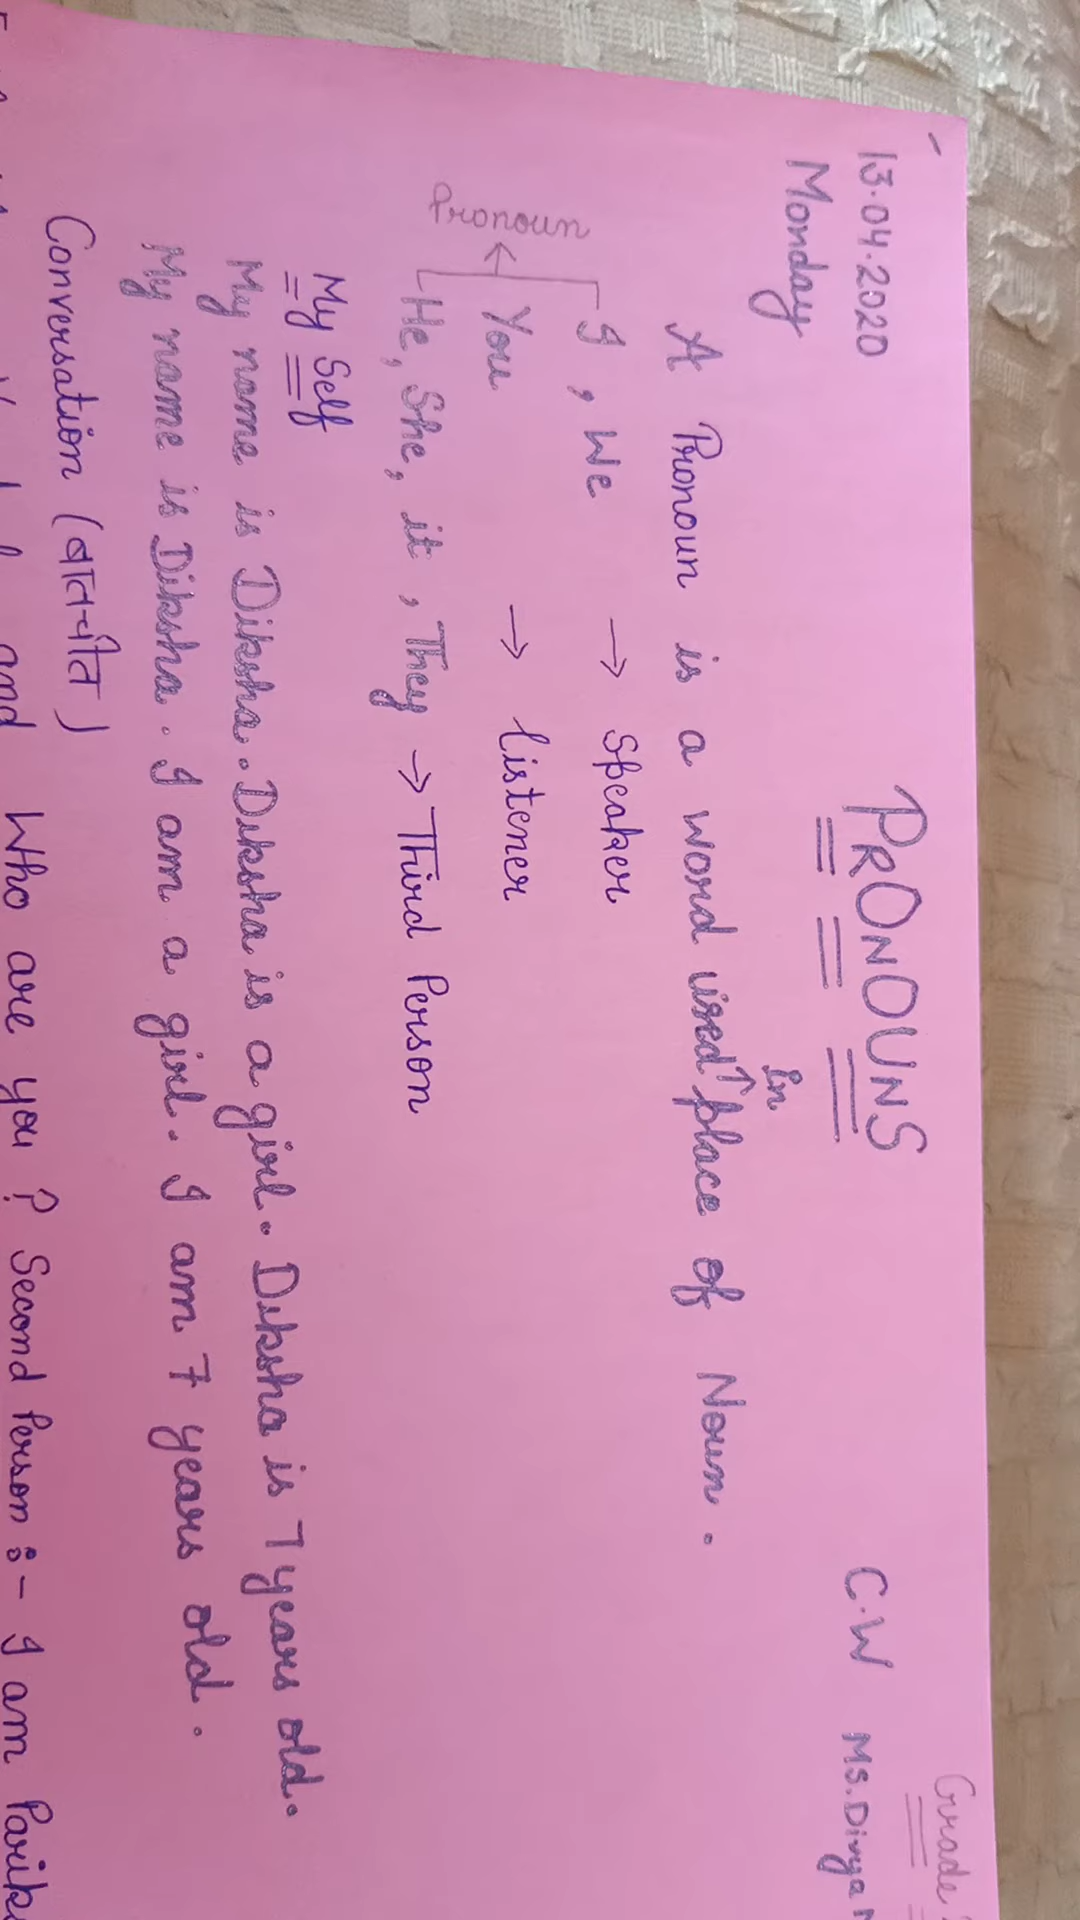 Grade
13.04.2020 C.W Ms. Divya
Monday
PRONOUNS
In
A Pronoun is a word used ↑ place of Noun.
Pronoun
I, We → Speaker
You → listener
He, She, it, They → Third Person
My Self
My name is Diksha. Diksha is a girl. Diksha is 7 years old.
My name is Diksha. I am a girl. I am 7 years old.
Conversation (बातचीत)
and Who are you? Second Person :- I am